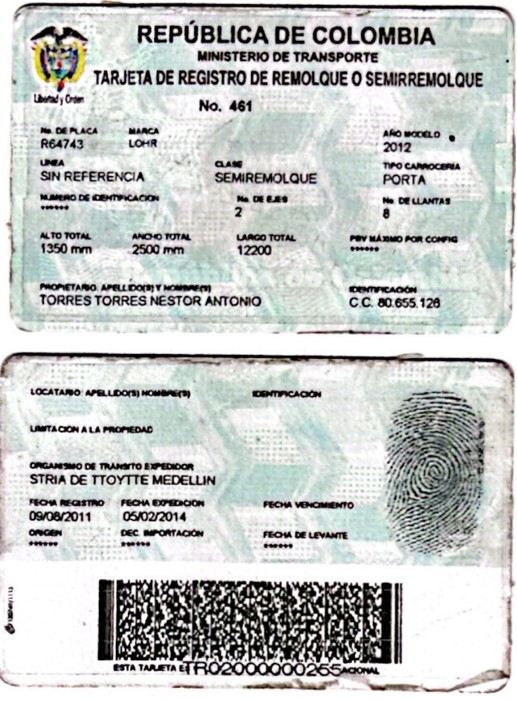 REPÚBLICA DE COLOMBIA
MINISTERIO DE TRANSPORTE
TARJETA DE REGISTRO DE REMOLQUE O SEMIRREMOLQUE
Libertad y Orden
No. 461
No. DE PLACA MARCA AÑO MODELO
R64743 LOHR 2012
LINEA CLASE TIPO CARROCERIA
SIN REFERENCIA SEMIREMOLQUE PORTA
NUMERO DE IDENTIFICACION No. DE EJES No. DE LLANTAS
****** 2 8
ALTO TOTAL ANCHO TOTAL LARGO TOTAL PBV MÁXIMO POR CONFIG
1350 mm 2500 mm 12200 ******
PROPIETARIO: APELLIDO(S) Y NOMBRE(S) IDENTIFICACIÓN
TORRES TORRES NESTOR ANTONIO C.C. 80.655.126
LOCATARIO: APELLIDO(S) NOMBRE(S) IDENTIFICACIÓN
LIMITACION A LA PROPIEDAD
ORGANISMO DE TRANSITO EXPEDIDOR
STRIA DE TTOYTTE MEDELLIN
FECHA REGISTRO FECHA EXPEDICION FECHA VENCIMIENTO
09/08/2011 05/02/2014
ORIGEN DEC. IMPORTACIÓN FECHA DE LEVANTE
****** ****** ******
ESTA TARJETA E TR02000000265 ACIONAL